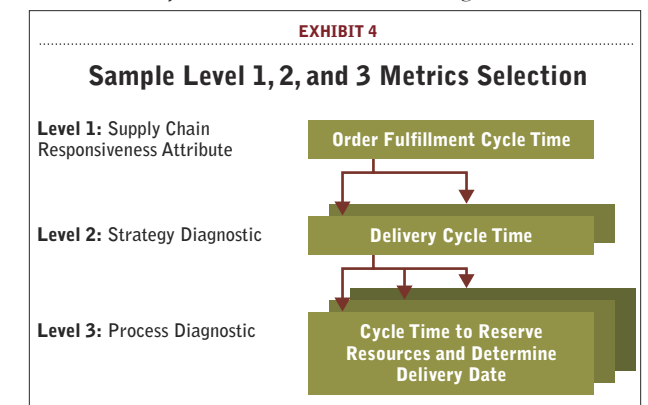 EXHIBIT 4
Sample Level 1, 2, and 3 Metrics Selection
Level 1: Supply Chain
Responsiveness Attribute
Order Fulfillment Cycle Time
Level 2: Strategy Diagnostic
Delivery Cycle Time
Level 3: Process Diagnostic
Cycle Time to Reserve
Resources and Determine
Delivery Date